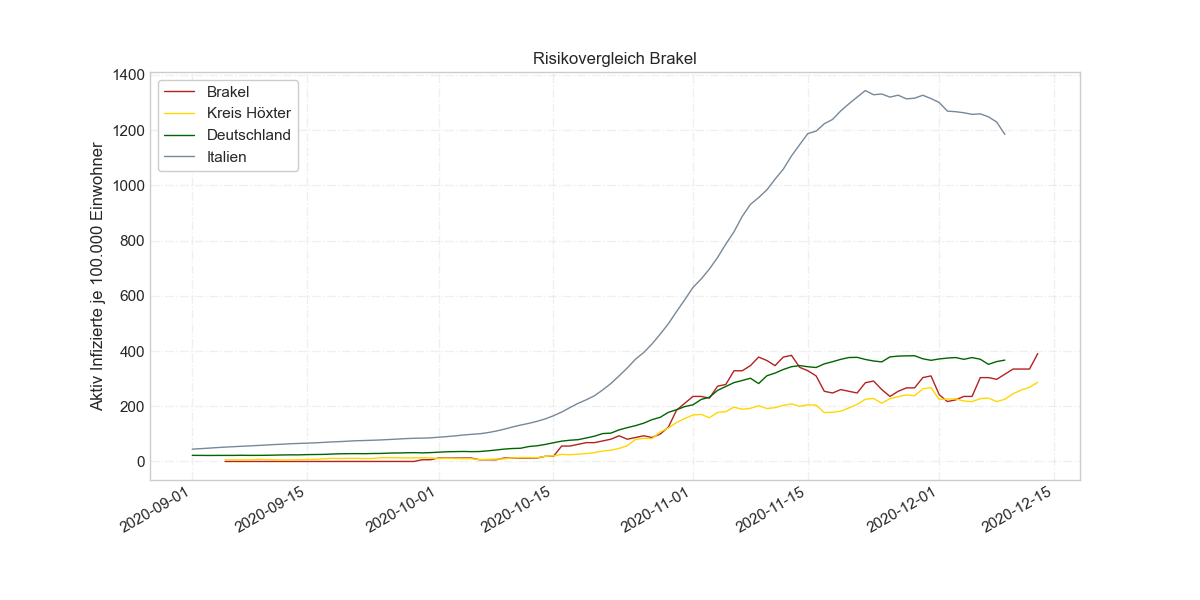 Risikovergleich Brakel
Brakel
Kreis Höxter
Deutschland
Italien
Aktiv Infizierte je 100.000 Einwohner
1400
1200
1000
800
600
400
200
0
2020-09-01
2020-09-15
2020-10-01
2020-10-15
2020-11-01
2020-11-15
2020-12-01
2020-12-15